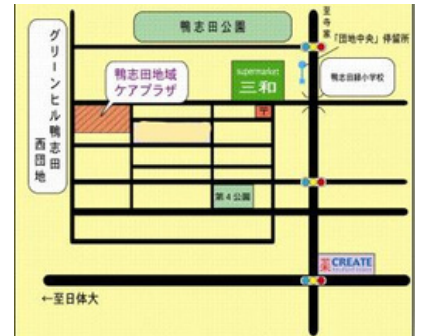 鴨志田公園
至寺家
「団地中央」停留所
グリーンヒル鴨志田
西団地
鴨志田地域
ケアプラザ
supermarket
三和
鴨志田緑小学校
〒
第4公園
薬 CREATE
←至日体大